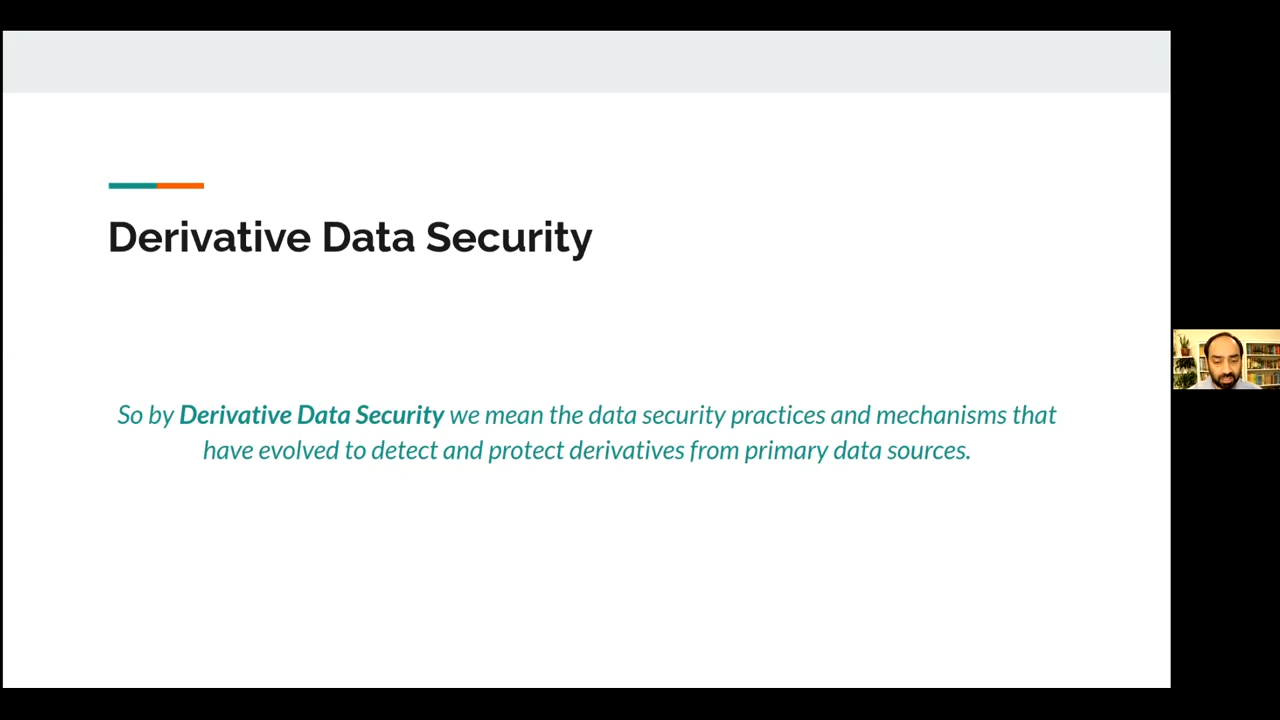 Derivative Data Security
So by Derivative Data Security we mean the data security practices and mechanisms that
have evolved to detect and protect derivatives from primary data sources.